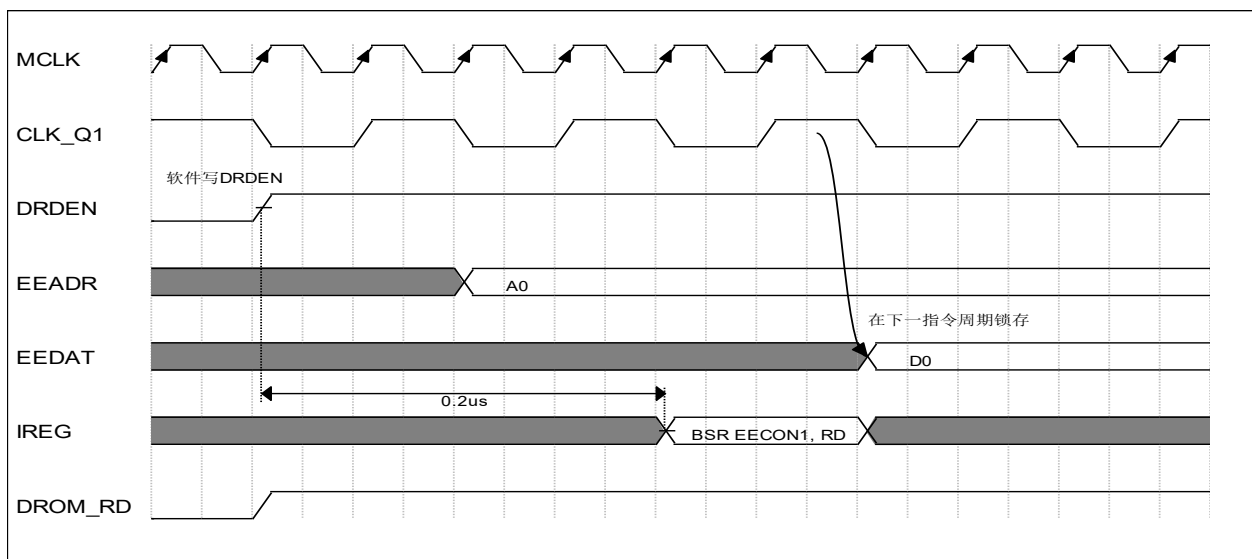 MCLK
CLK_Q1
软件写DRDEN
DRDEN
EEADR
A0
在下一指令周期锁存
EEDAT
D0
0.2us
IREG
BSR EECON1, RD
DROM_RD